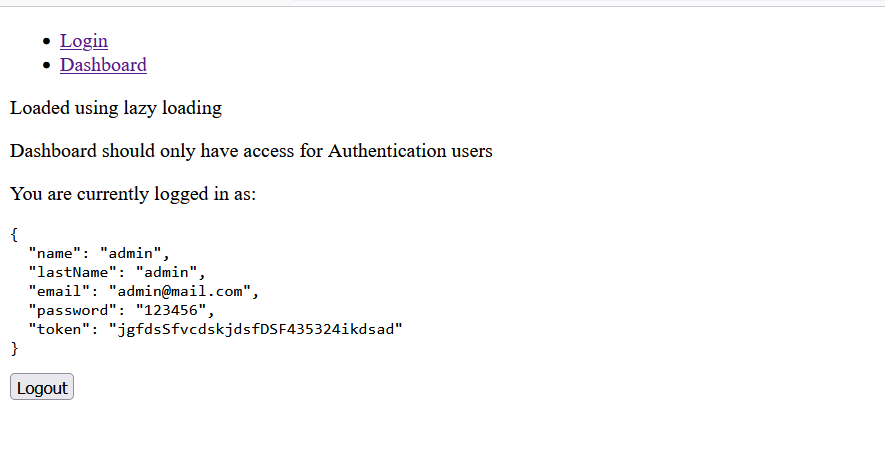 Login
Dashboard
Loaded using lazy loading
Dashboard should only have access for Authentication users
You are currently logged in as:
{
  "name": "admin",
  "lastName": "admin",
  "email": "admin@mail.com",
  "password": "123456",
  "token": "jgfdsSfvcdskjdsfDSF435324ikdsad"
}
Logout